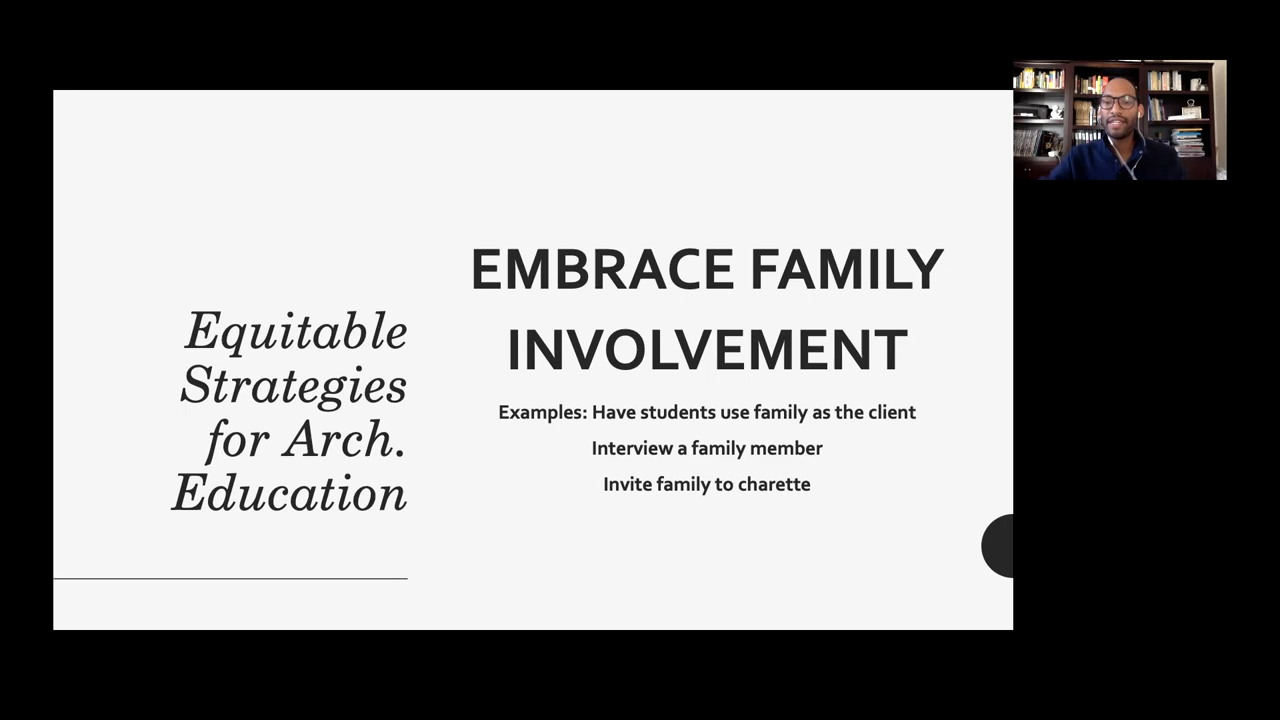 Equitable
Strategies
for Arch.
Education
EMBRACE FAMILY
INVOLVEMENT
Examples: Have students use family as the client
Interview a family member
Invite family to charette